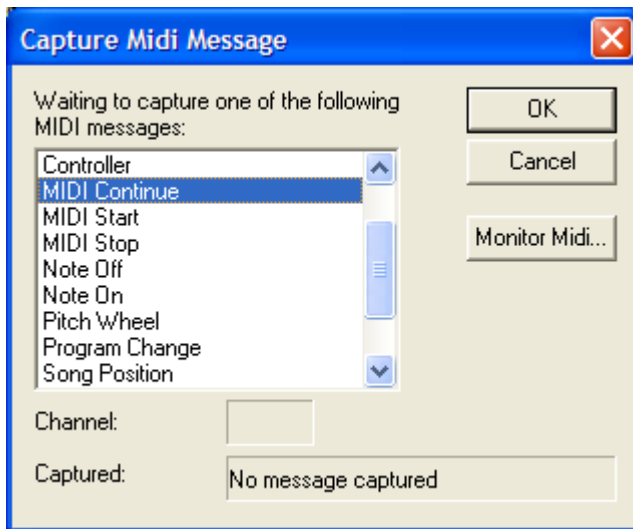 Capture Midi Message
Waiting to capture one of the following
MIDI messages:
OK
Cancel
Monitor Midi...
Controller
MIDI Continue
MIDI Start
MIDI Stop
Note Off
Note On
Pitch Wheel
Program Change
Song Position
Channel:
Captured:
No message captured